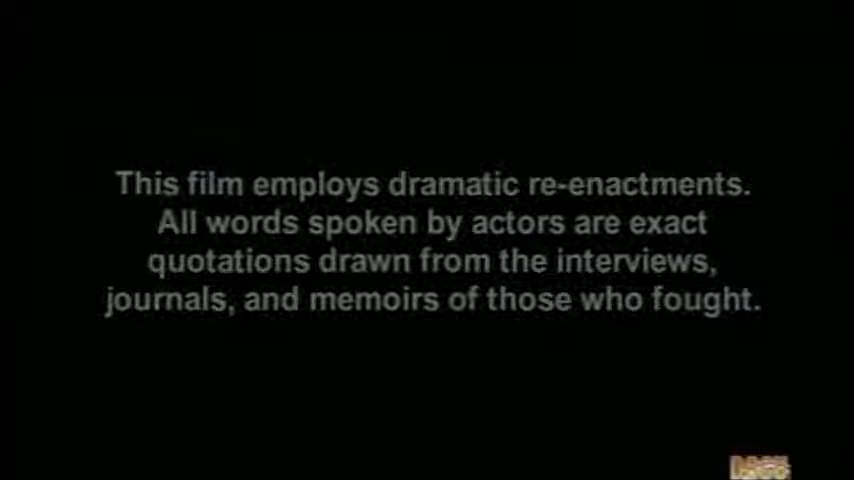 This film employs dramatic re-enactments.
All words spoken by actors are exact
quotations drawn from the interviews,
journals, and memoirs of those who fought.